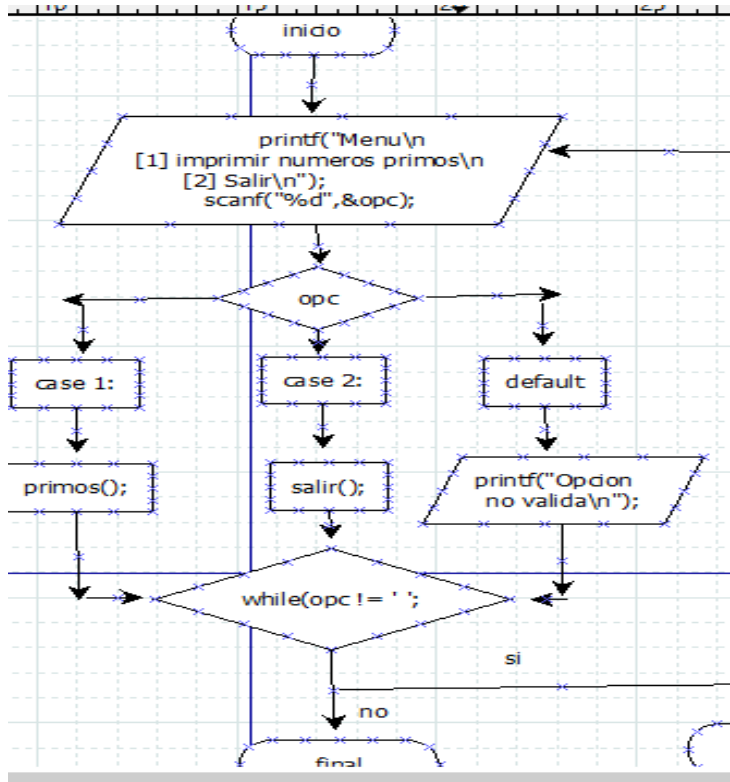 inicio
printf("Menu\n
[1] imprimir numeros primos\n
[2] Salir\n");
scanf("%d",&opc);
opc
case 1:
case 2:
default
primos();
salir();
printf("Opcion
no valida\n");
while(opc != ' ';
si
no
final